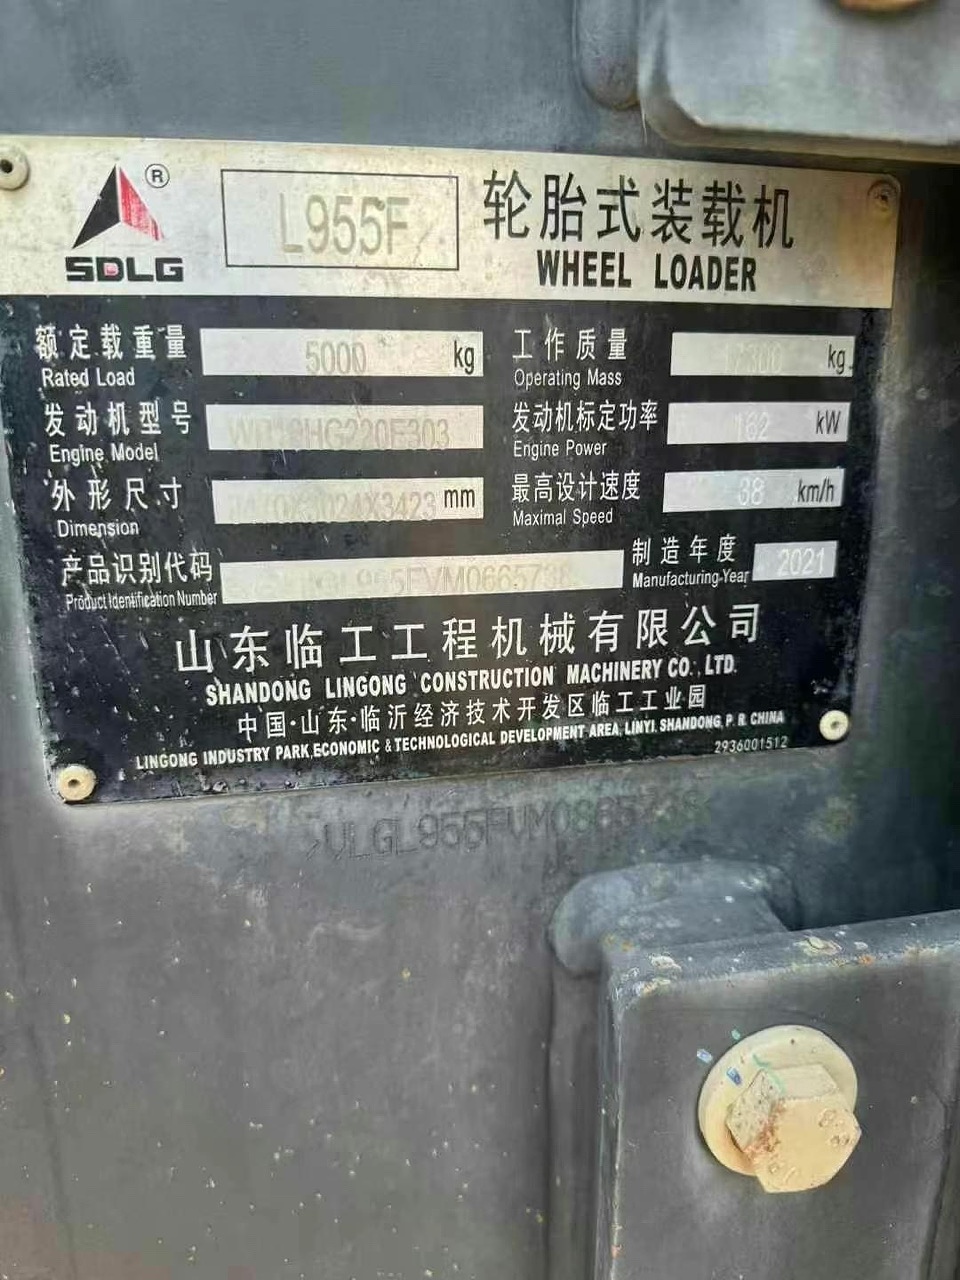 SDLG ®
L955F
轮胎式装载机
WHEEL LOADER
额定载重量 5000 kg
Rated Load
工作质量 kg
Operating Mass
发动机型号
Engine Model
发动机标定功率 162 kW
Engine Power
外形尺寸 mm
Dimension
最高设计速度 38 km/h
Maximal Speed
产品识别代码
Product Identification Number
制造年度 2021
Manufacturing Year
山东临工工程机械有限公司
SHANDONG LINGONG CONSTRUCTION MACHINERY CO., LTD.
中国·山东·临沂经济技术开发区临工工业园
LINGONG INDUSTRY PARK,ECONOMIC & TECHNOLOGICAL DEVELOPMENT AREA, LINYI, SHANDONG, P. R. CHINA
2936001512